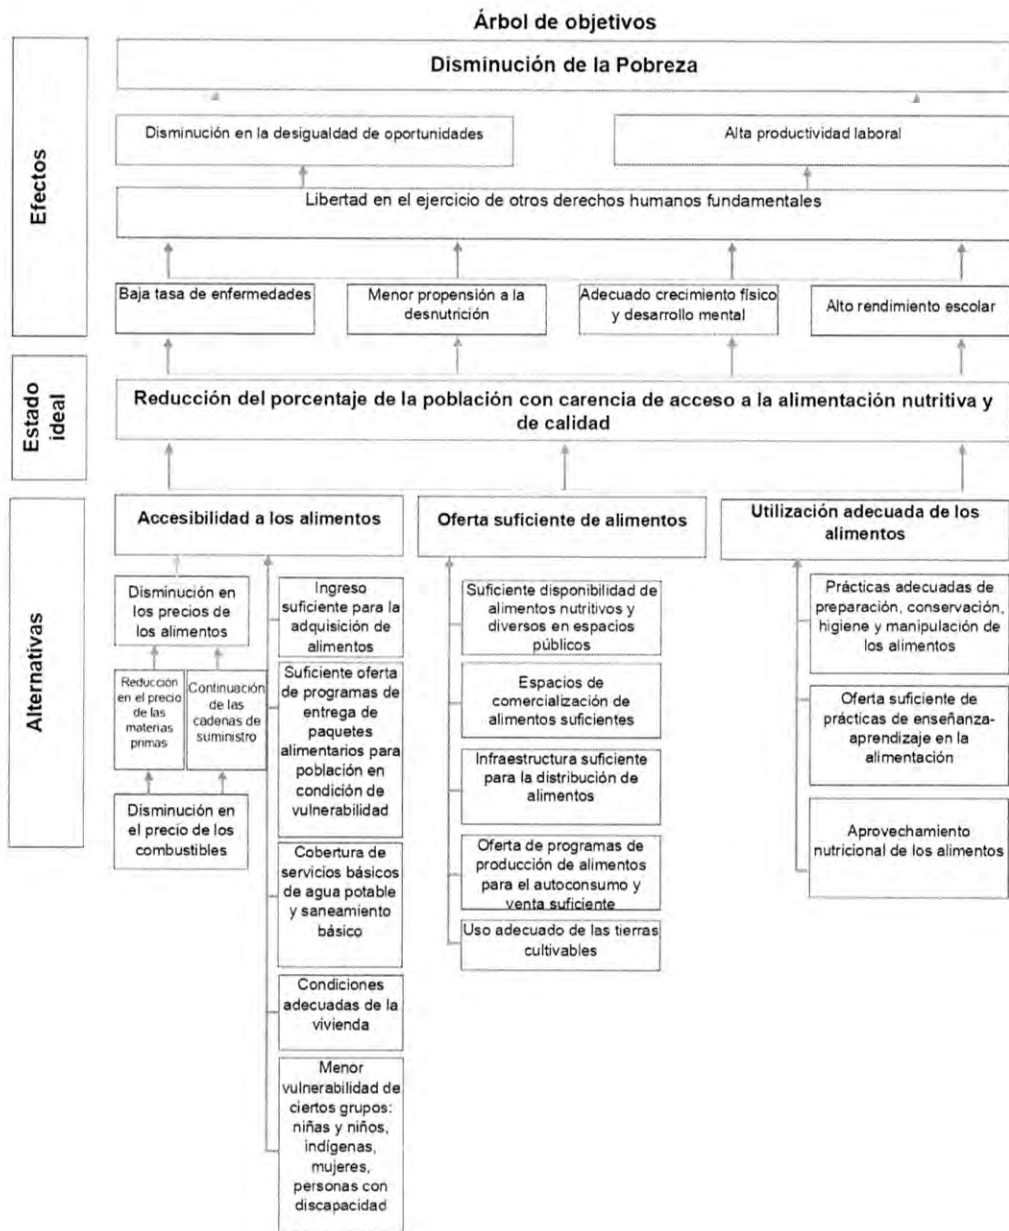 Árbol de objetivos
Efectos
Disminución de la Pobreza
Disminución en la desigualdad de oportunidades
Alta productividad laboral
Libertad en el ejercicio de otros derechos humanos fundamentales
Baja tasa de enfermedades
Menor propensión a la
desnutrición
Adecuado crecimiento físico
y desarrollo mental
Alto rendimiento escolar
Estado
ideal
Reducción del porcentaje de la población con carencia de acceso a la alimentación nutritiva y
de calidad
Alternativas
Accesibilidad a los alimentos
Disminución en
los precios de
los alimentos
Reducción
en el precio
de las
materias
primas
Continuación
de las
cadenas de
suministro
Disminución en
el precio de los
combustibles
Ingreso
suficiente para la
adquisición de
alimentos
Suficiente oferta
de programas de
entrega de
paquetes
alimentarios para
población en
condición de
vulnerabilidad
Cobertura de
servicios básicos
de agua potable
y saneamiento
básico
Condiciones
adecuadas de la
vivienda
Menor
vulnerabilidad de
ciertos grupos:
niñas y niños,
indígenas,
mujeres,
personas con
discapacidad
Oferta suficiente de alimentos
Suficiente disponibilidad de
alimentos nutritivos y
diversos en espacios
públicos
Espacios de
comercialización de
alimentos suficientes
Infraestructura suficiente
para la distribución de
alimentos
Oferta de programas de
producción de alimentos
para el autoconsumo y
venta suficiente
Uso adecuado de las tierras
cultivables
Utilización adecuada de los
alimentos
Prácticas adecuadas de
preparación, conservación,
higiene y manipulación de
los alimentos
Oferta suficiente de
prácticas de enseñanza-
aprendizaje en la
alimentación
Aprovechamiento
nutricional de los alimentos